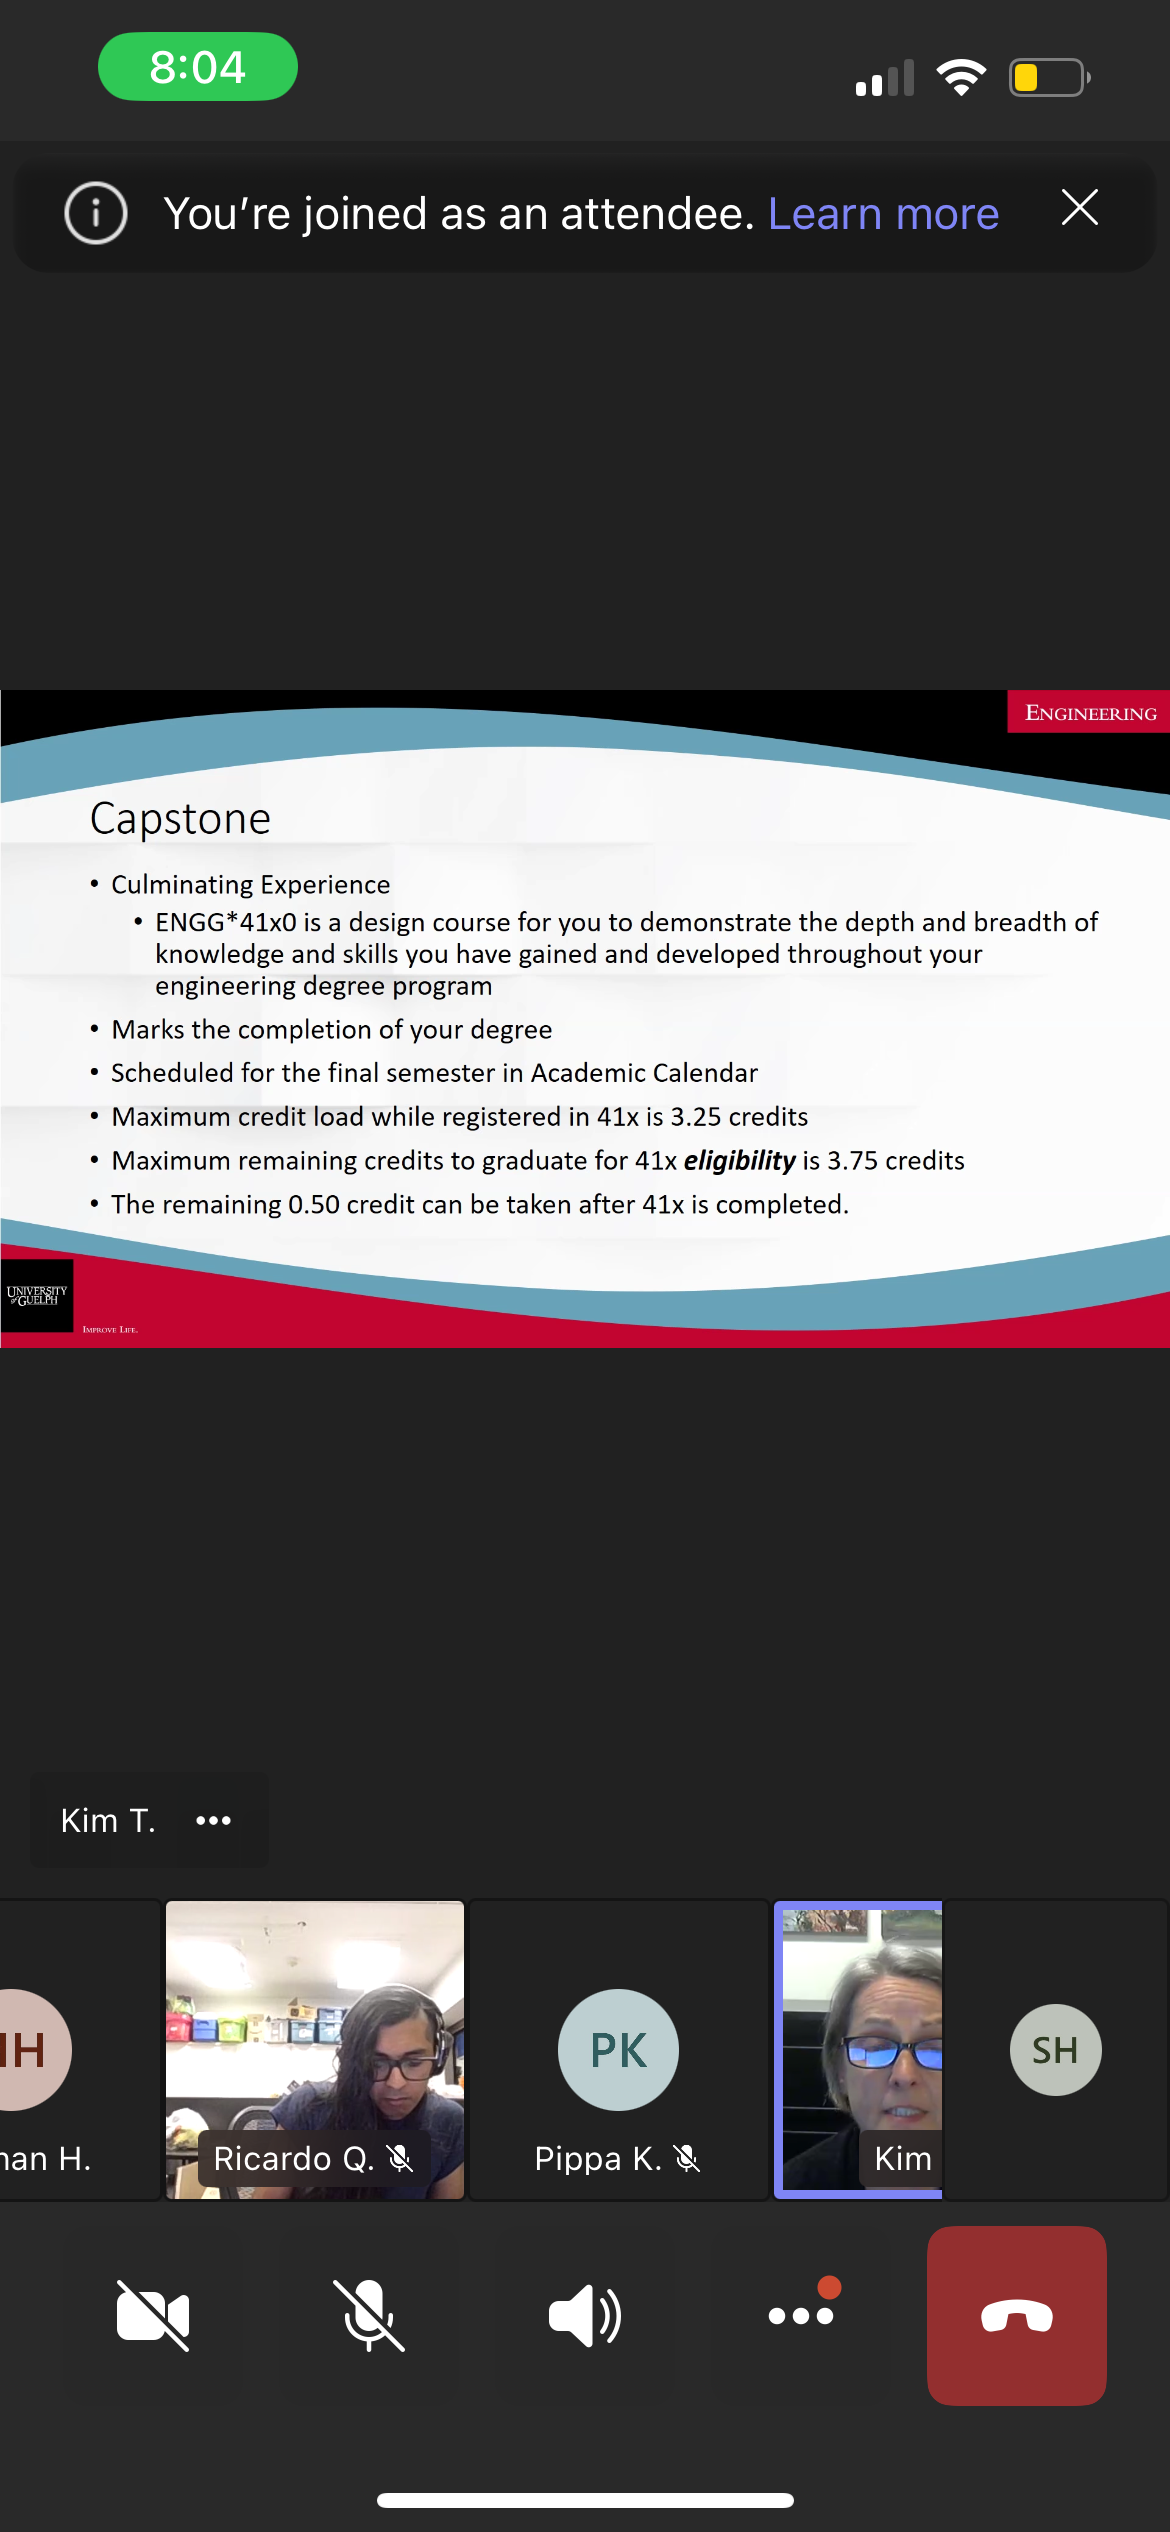 8:04
You're joined as an attendee. Learn more
ENGINEERING
Capstone
• Culminating Experience
• ENGG*41x0 is a design course for you to demonstrate the depth and breadth of
knowledge and skills you have gained and developed throughout your
engineering degree program
• Marks the completion of your degree
• Scheduled for the final semester in Academic Calendar
• Maximum credit load while registered in 41x is 3.25 credits
• Maximum remaining credits to graduate for 41x eligibility is 3.75 credits
• The remaining 0.50 credit can be taken after 41x is completed.
UNIVERSITY
of GUELPH
IMPROVE LIFE.
Kim T.
PK
SH
H.
Ricardo Q.
Pippa K.
Kim